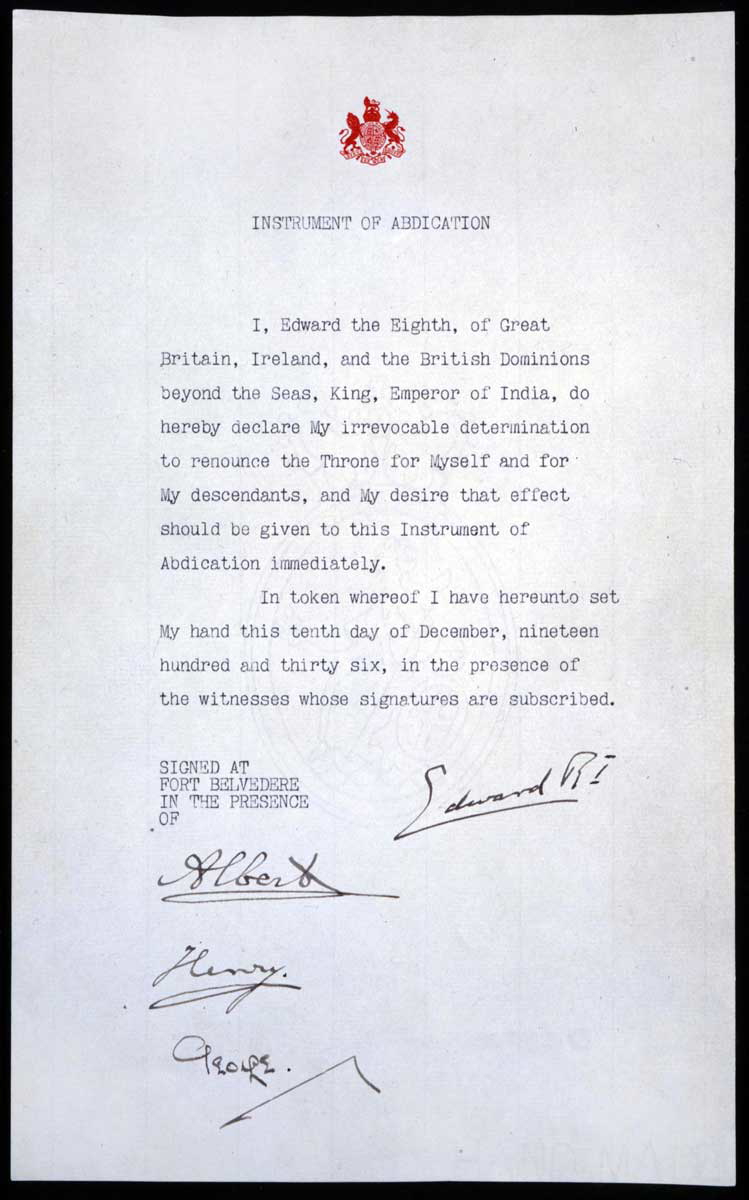 INSTRUMENT OF ABDICATION
I, Edward the Eighth, of Great
Britain, Ireland, and the British Dominions
beyond the Seas, King, Emperor of India, do
hereby declare My irrevocable determination
to renounce the Throne for Myself and for
My descendants, and My desire that effect
should be given to this Instrument of
Abdication immediately.
In token whereof I have hereunto set
My hand this tenth day of December, nineteen
hundred and thirty six, in the presence of
the witnesses whose signatures are subscribed.
SIGNED AT
FORT BELVEDERE
IN THE PRESENCE
OF
Edward RI
Albert
Henry.
George.